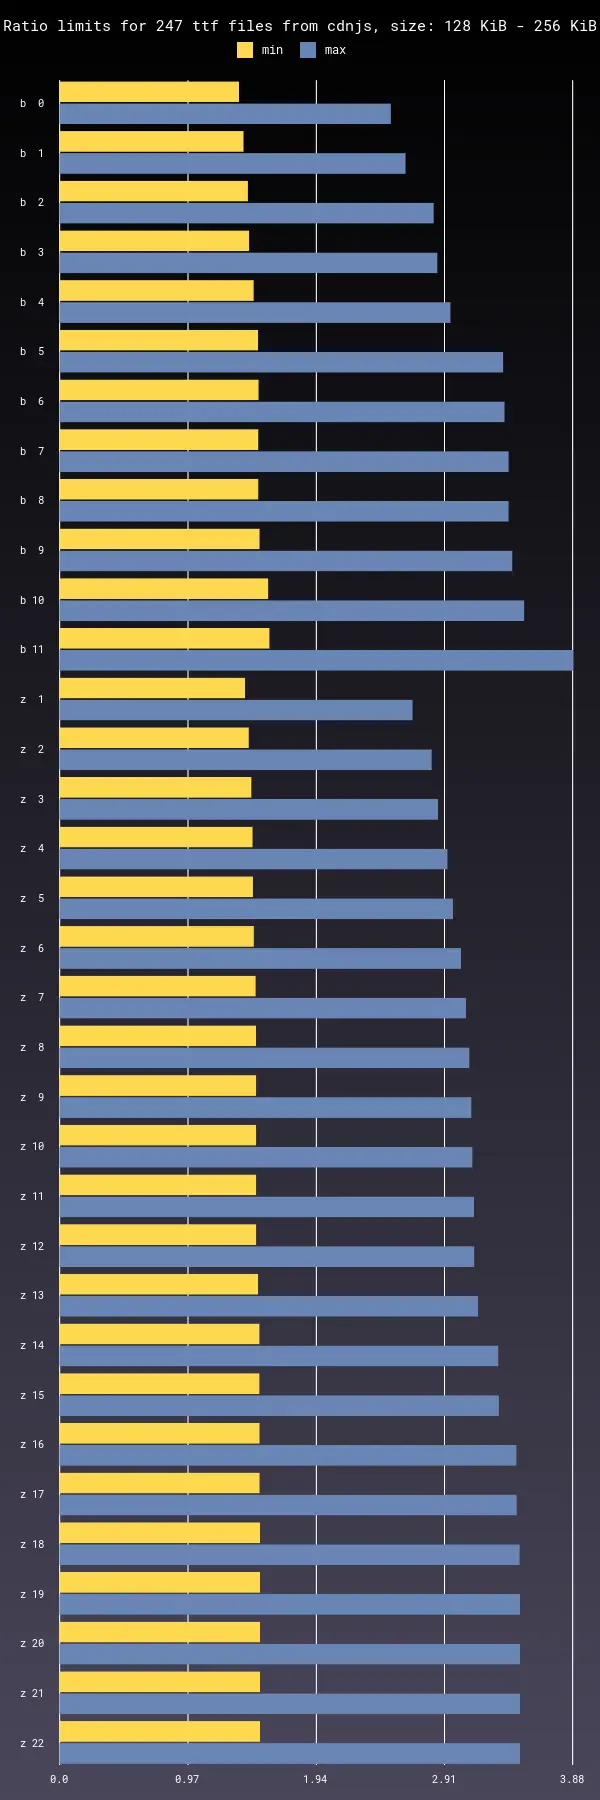 Ratio limits for 247 ttf files from cdnjs, size: 128 KiB - 256 KiB
min max
b 0
b 1
b 2
b 3
b 4
b 5
b 6
b 7
b 8
b 9
b 10
b 11
z 1
z 2
z 3
z 4
z 5
z 6
z 7
z 8
z 9
z 10
z 11
z 12
z 13
z 14
z 15
z 16
z 17
z 18
z 19
z 20
z 21
z 22
0.0 0.97 1.94 2.91 3.88